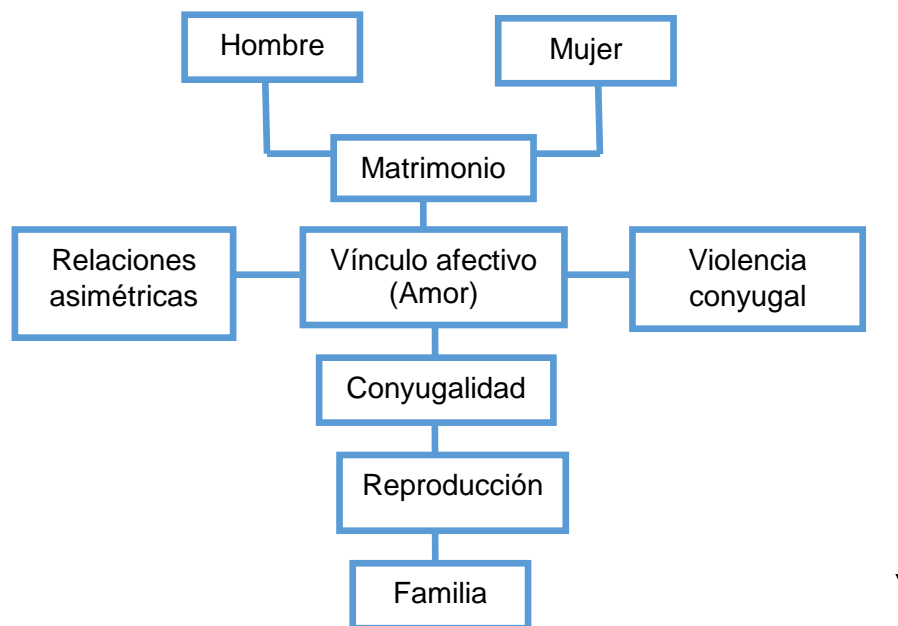 Hombre
Mujer
Matrimonio
Relaciones
asimétricas
Vínculo afectivo
(Amor)
Violencia
conyugal
Conyugalidad
Reproducción
Familia